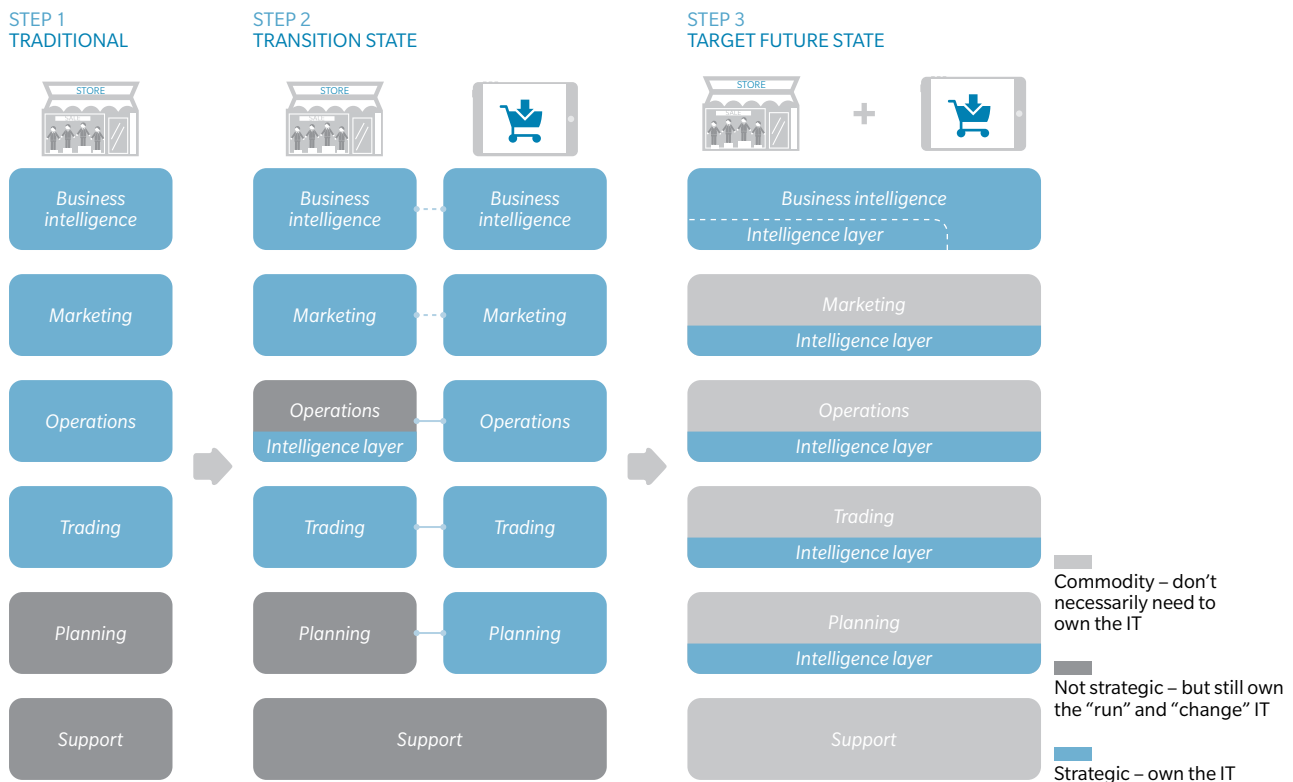 STEP 1
TRADITIONAL
STEP 2
TRANSITION STATE
STEP 3
TARGET FUTURE STATE
STORE
SALE
STORE
SALE
STORE
SALE
+
Business
intelligence
Business
intelligence
Business
intelligence
Business intelligence
Intelligence layer
Marketing
Marketing
Marketing
Marketing
Intelligence layer
Operations
Operations
Intelligence layer
Operations
Operations
Intelligence layer
Trading
Trading
Trading
Trading
Intelligence layer
Planning
Planning
Planning
Planning
Intelligence layer
Support
Support
Support
Commodity – don’t
necessarily need to
own the IT
Not strategic – but still own
the “run” and “change” IT
Strategic – own the IT